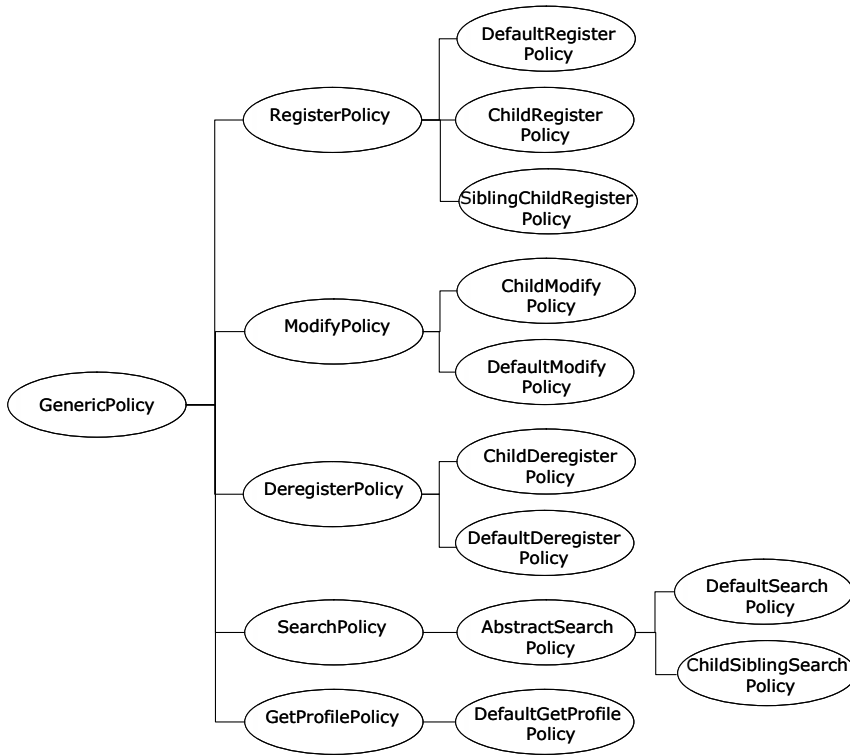 DefaultRegister
Policy
RegisterPolicy
ChildRegister
Policy
SiblingChildRegister
Policy
ChildModify
Policy
ModifyPolicy
DefaultModify
Policy
GenericPolicy
ChildDeregister
Policy
DeregisterPolicy
DefaultDeregister
Policy
DefaultSearch
Policy
SearchPolicy
AbstractSearch
Policy
ChildSiblingSearch
Policy
GetProfilePolicy
DefaultGetProfile
Policy